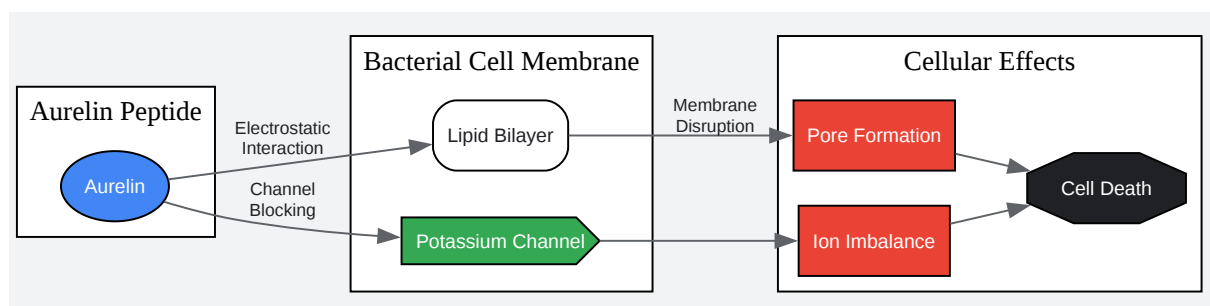 Aurelin Peptide
Aurelin
Electrostatic
Interaction
Channel
Blocking
Bacterial Cell Membrane
Lipid Bilayer
Potassium Channel
Membrane
Disruption
Cellular Effects
Pore Formation
Ion Imbalance
Cell Death